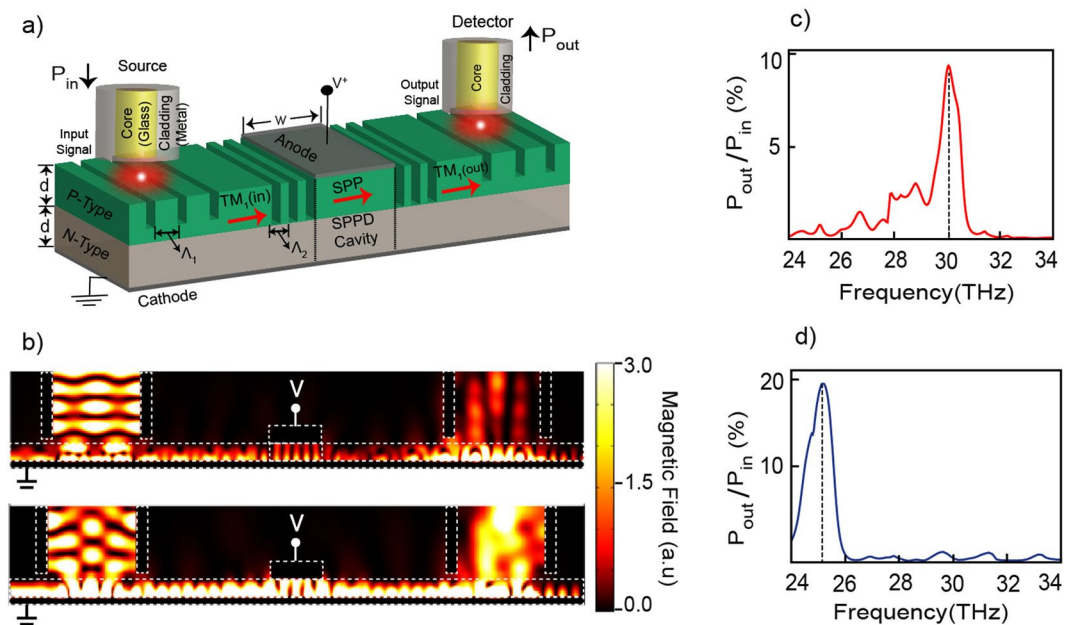 a)
P_in
Source
Detector
P_out
Core
(Glass)
Cladding
(Metal)
Input
Signal
Output
Signal
Core
Cladding
V⁺
W
Anode
TM₁(in)
SPP
TM₁(out)
d
P-Type
d
N-Type
Λ₁
Λ₂
SPPD
Cavity
Cathode
b)
V
V
3.0
1.5
0.0
Magnetic Field (a.u)
c)
P_out /P_in (%)
10
5
24 26 28 30 32 34
Frequency(THz)
d)
P_out /P_in (%)
20
10
24 26 28 30 32 34
Frequency(THz)